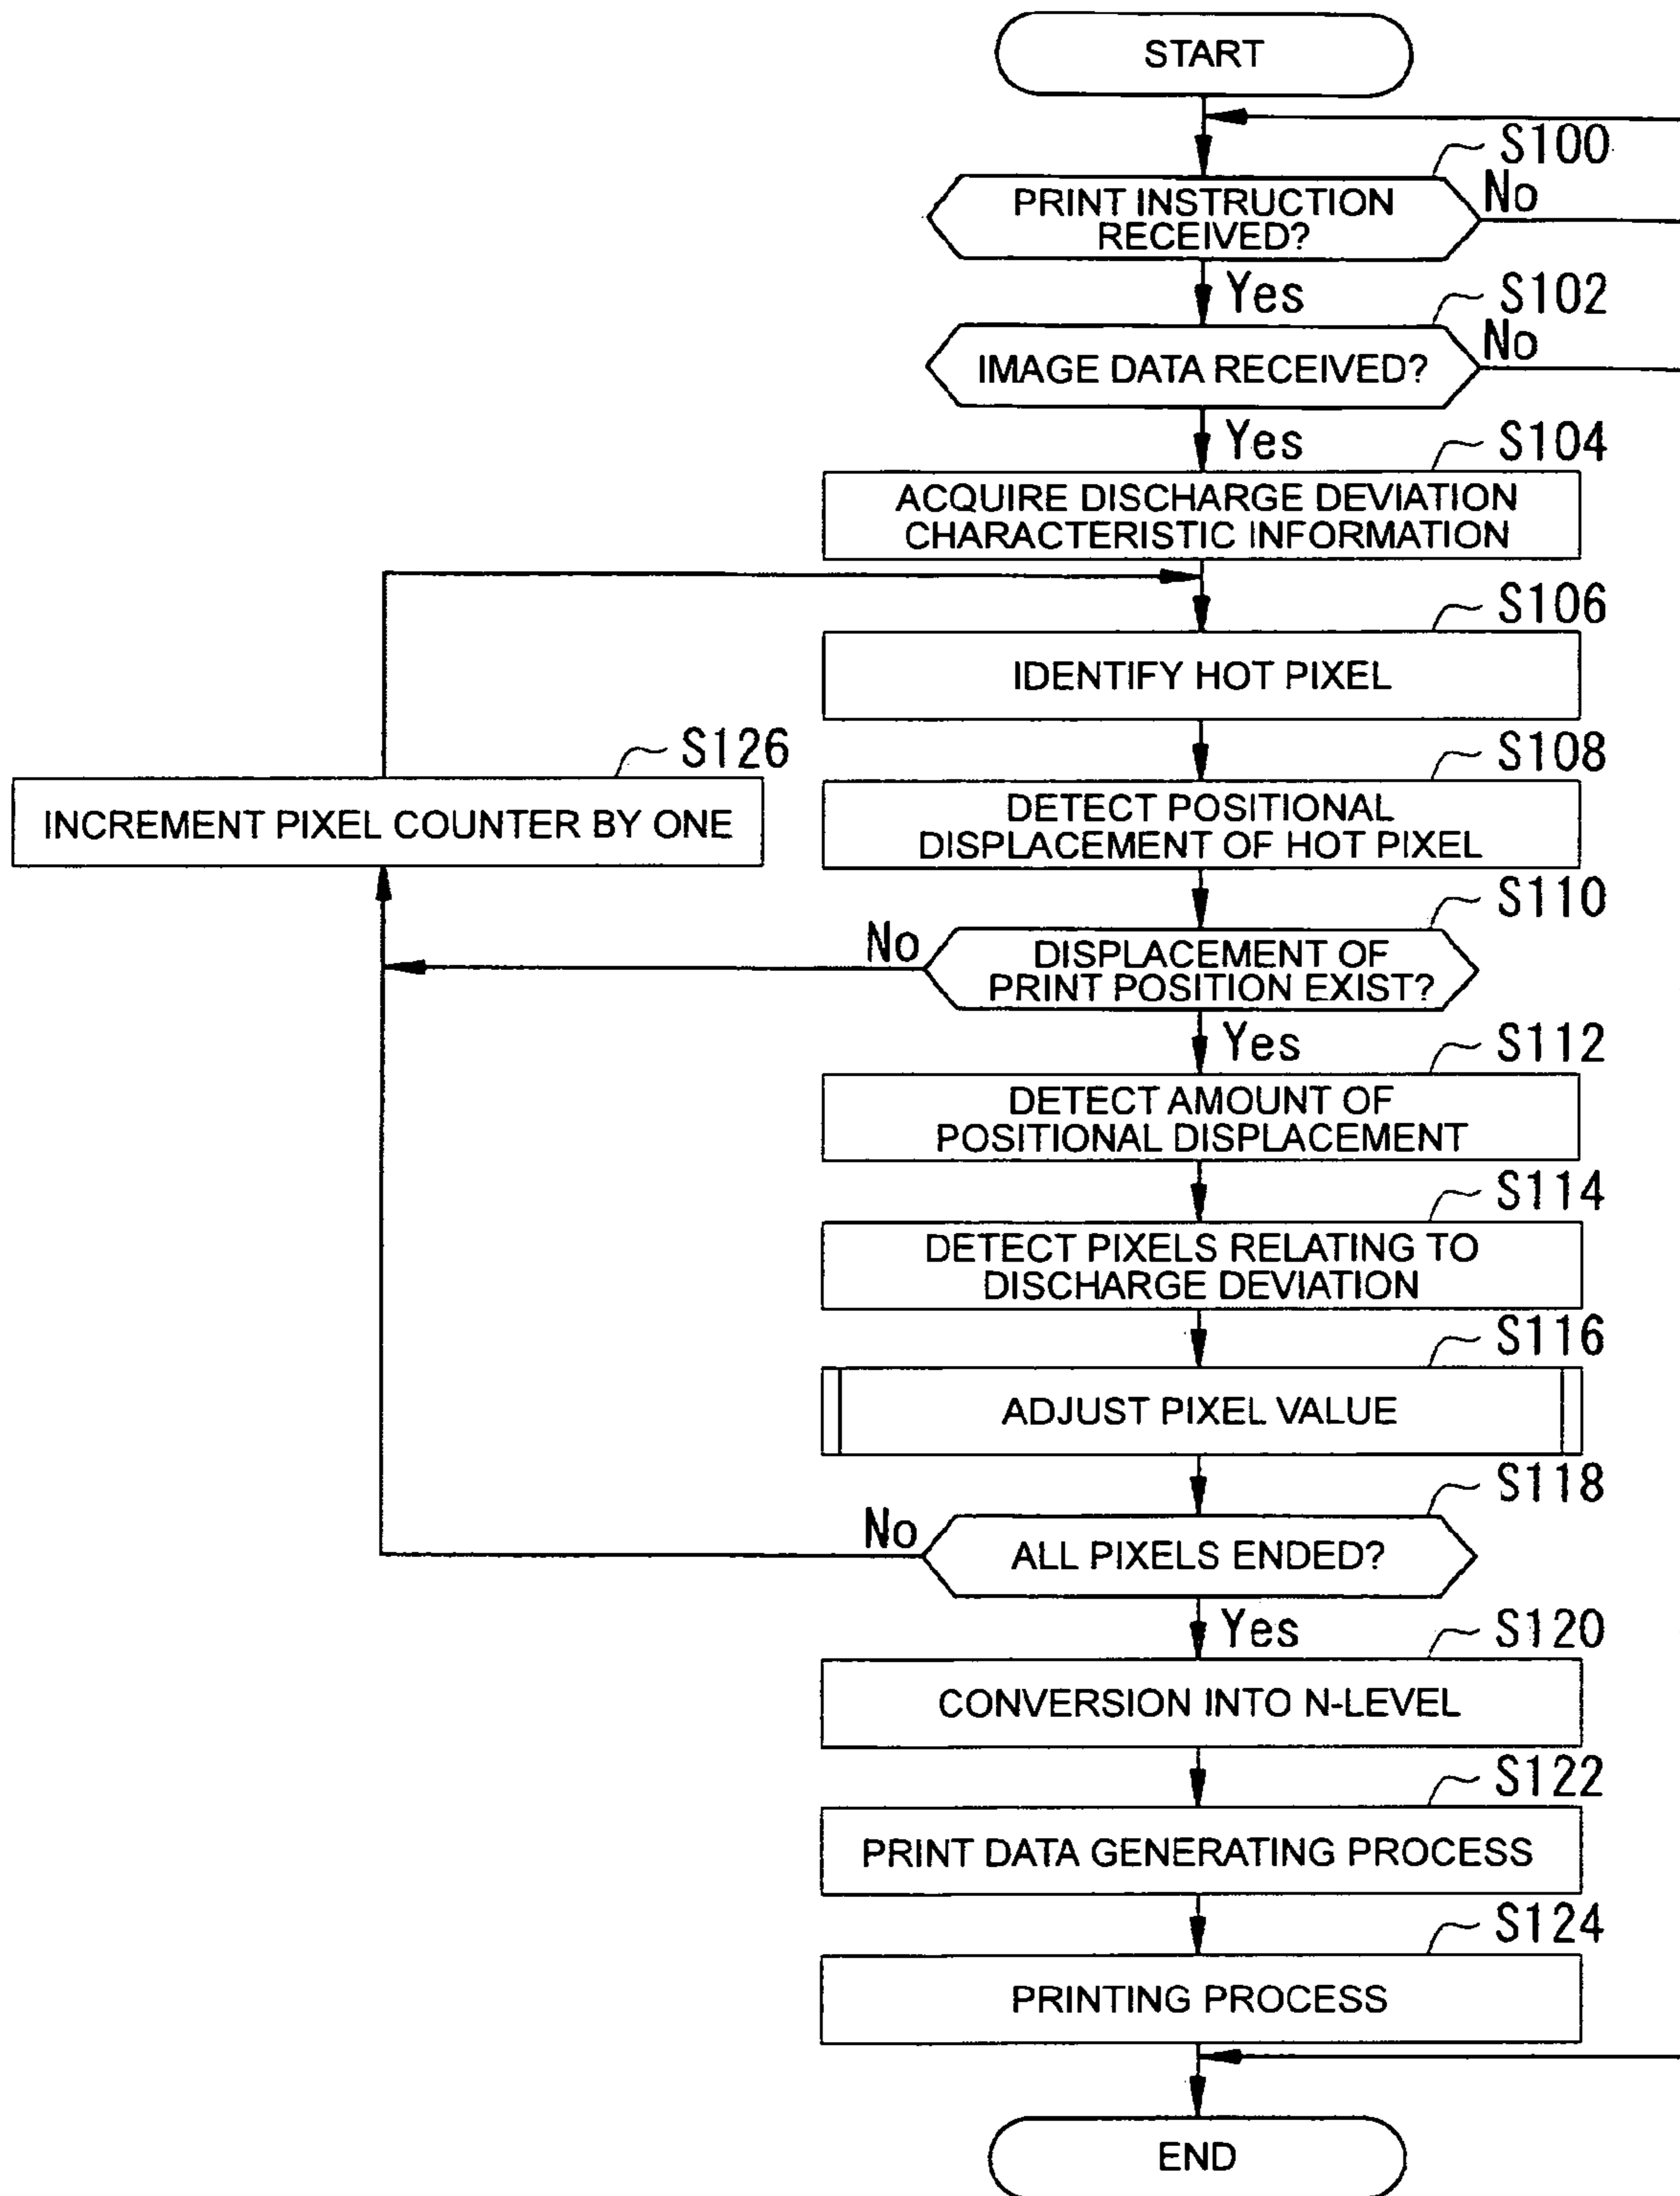 START
S100
PRINT INSTRUCTION
RECEIVED?
No
Yes
S102
IMAGE DATA RECEIVED?
No
Yes
S104
ACQUIRE DISCHARGE DEVIATION
CHARACTERISTIC INFORMATION
S106
IDENTIFY HOT PIXEL
S126
INCREMENT PIXEL COUNTER BY ONE
S108
DETECT POSITIONAL
DISPLACEMENT OF HOT PIXEL
S110
No
DISPLACEMENT OF
PRINT POSITION EXIST?
Yes
S112
DETECT AMOUNT OF
POSITIONAL DISPLACEMENT
S114
DETECT PIXELS RELATING TO
DISCHARGE DEVIATION
S116
ADJUST PIXEL VALUE
S118
No
ALL PIXELS ENDED?
Yes
S120
CONVERSION INTO N-LEVEL
S122
PRINT DATA GENERATING PROCESS
S124
PRINTING PROCESS
END